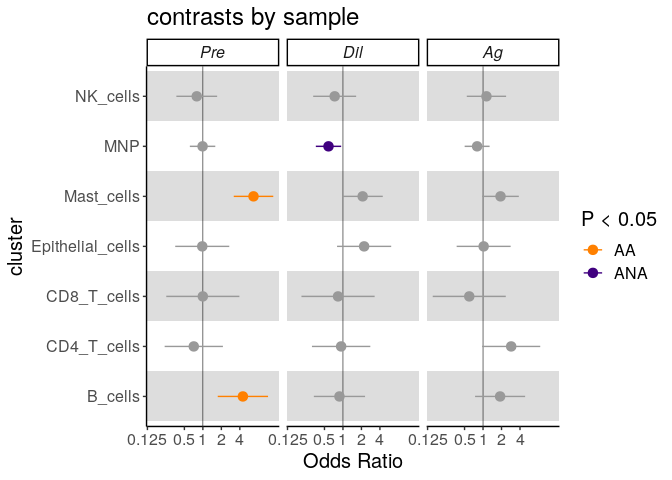 contrasts by sample
Pre Dil Ag
NK_cells
MNP
Mast_cells
Epithelial_cells
CD8_T_cells
CD4_T_cells
B_cells
cluster
P < 0.05
AA
ANA
0.125 0.5 1 2 4 0.125 0.5 1 2 4 0.125 0.5 1 2 4
Odds Ratio